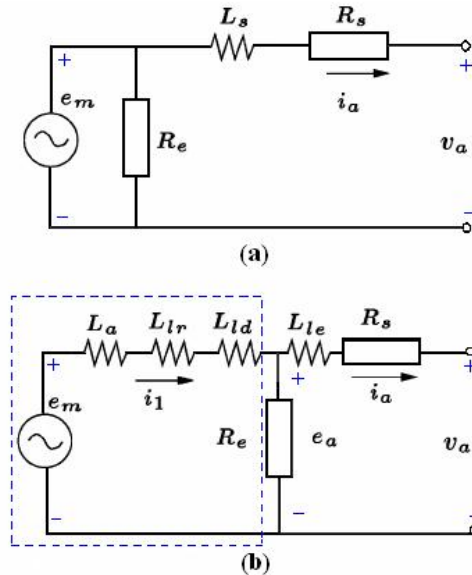 L_s R_s
+ +
e_m R_e i_a v_a
− −
(a)
L_a L_lr L_ld L_le R_s
+ + +
i_1 i_a
e_m R_e e_a v_a
− − −
(b)